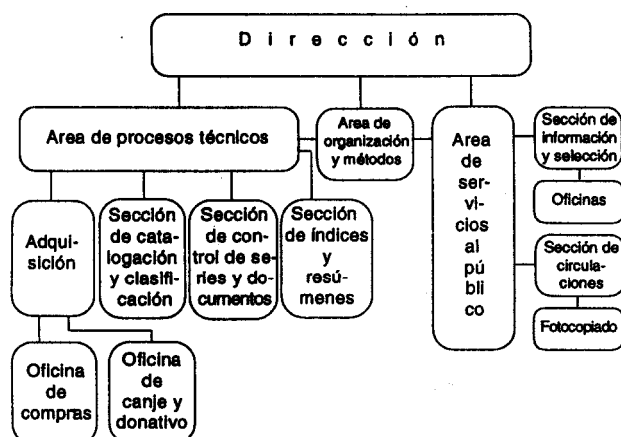 Dirección
Area de procesos técnicos
Area de
organización
y métodos
Area
de
ser-
vi-
cios
al
pú-
bli
co
Sección de
información
y selección
Oficinas
Sección de
circula-
ciones
Fotocopiado
Adqui-
sición
Sección
de cata-
logación
y clasifi-
cación
Sección
de con-
trol de se-
ries y do-
cumentos
Sección
de índices
y
resú-
menes
Oficina
de
compras
Oficina
de
canje y
donativo